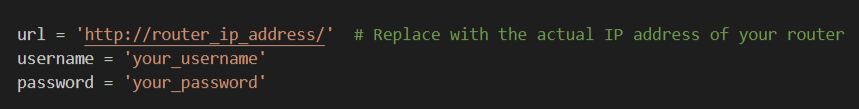 url = 'http://router_ip_address/'  # Replace with the actual IP address of your router
username = 'your_username'
password = 'your_password'